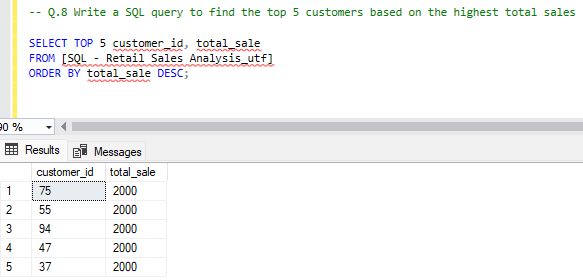 -- Q.8 Write a SQL query to find the top 5 customers based on the highest total sales
SELECT TOP 5 customer_id, total_sale
FROM [SQL - Retail Sales Analysis_utf]
ORDER BY total_sale DESC;
90 %
Results Messages
customer_id total_sale
1 75 2000
2 55 2000
3 94 2000
4 47 2000
5 37 2000